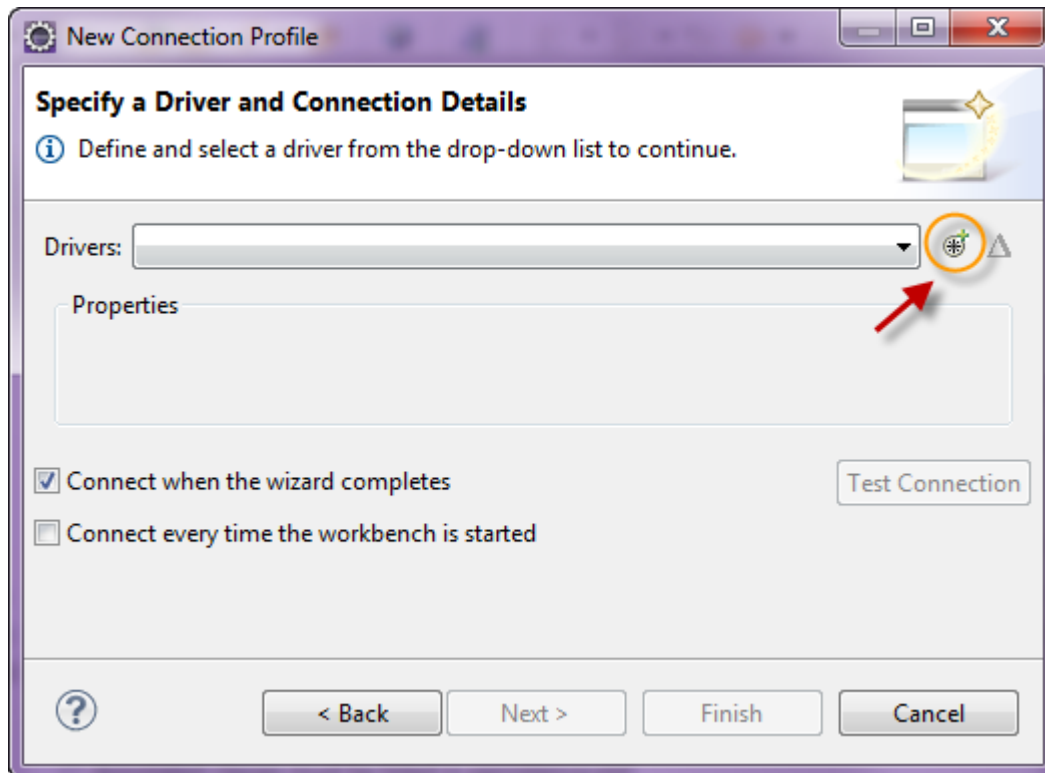 New Connection Profile
Specify a Driver and Connection Details
Define and select a driver from the drop-down list to continue.
Drivers:
Properties
Connect when the wizard completes
Test Connection
Connect every time the workbench is started
< Back
Next >
Finish
Cancel